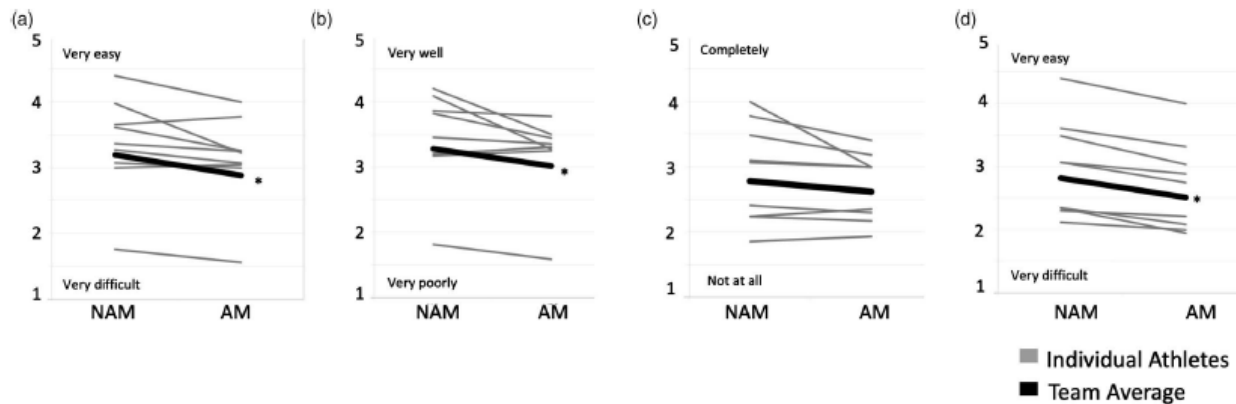 (a)
5
Very easy
4
3
*
2
Very difficult
1
NAM AM
(b)
5
Very well
4
3
*
2
Very poorly
1
NAM AM
(c)
5
Completely
4
3
2
Not at all
1
NAM AM
(d)
5
Very easy
4
3
*
2
Very difficult
1
NAM AM
Individual Athletes
Team Average